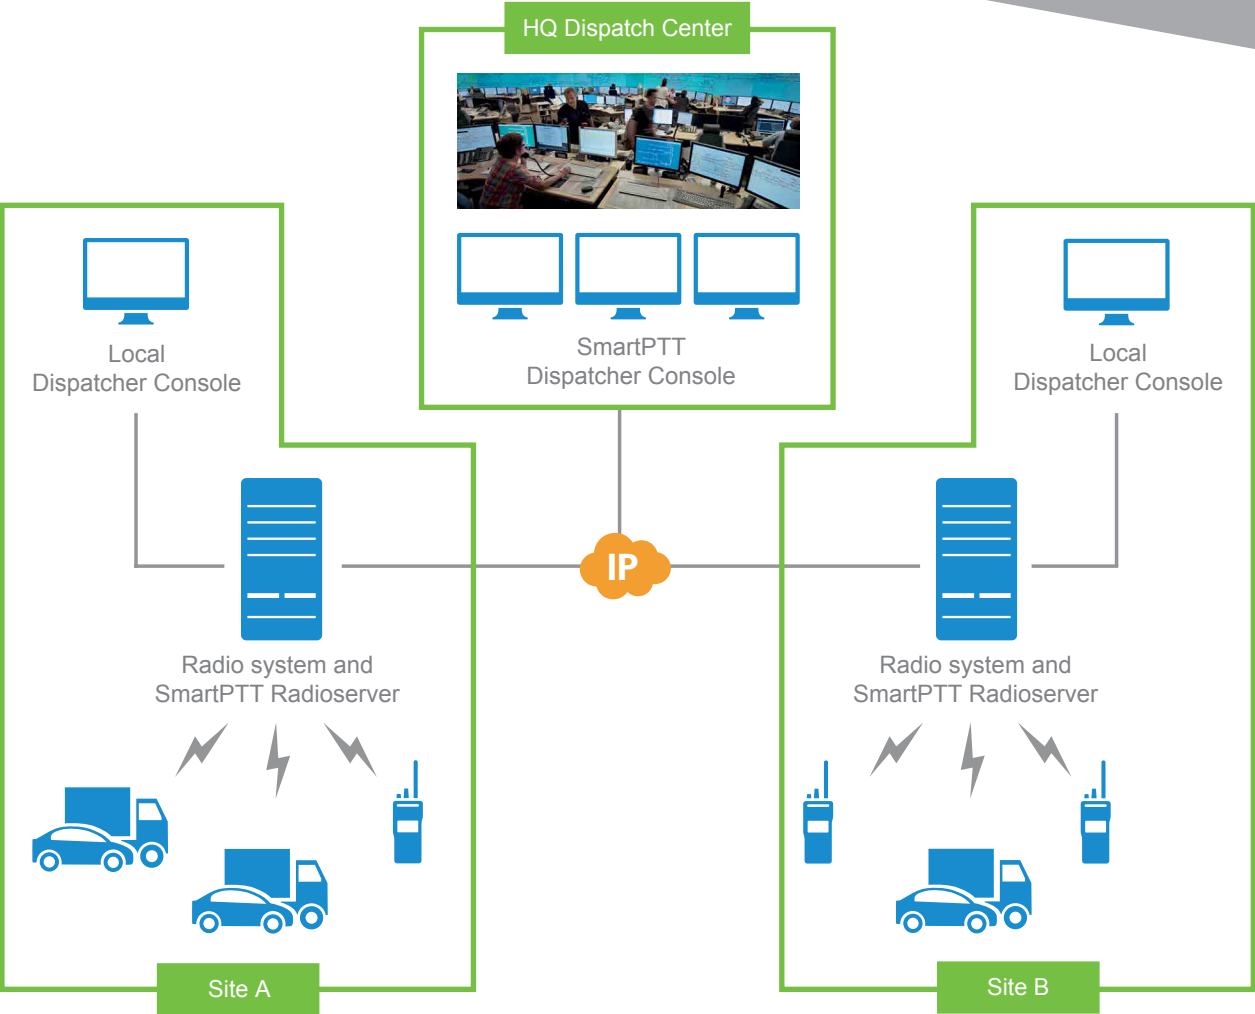 HQ Dispatch Center
SmartPTT
Dispatcher Console
Local
Dispatcher Console
Local
Dispatcher Console
IP
Radio system and
SmartPTT Radioserver
Radio system and
SmartPTT Radioserver
Site A
Site B